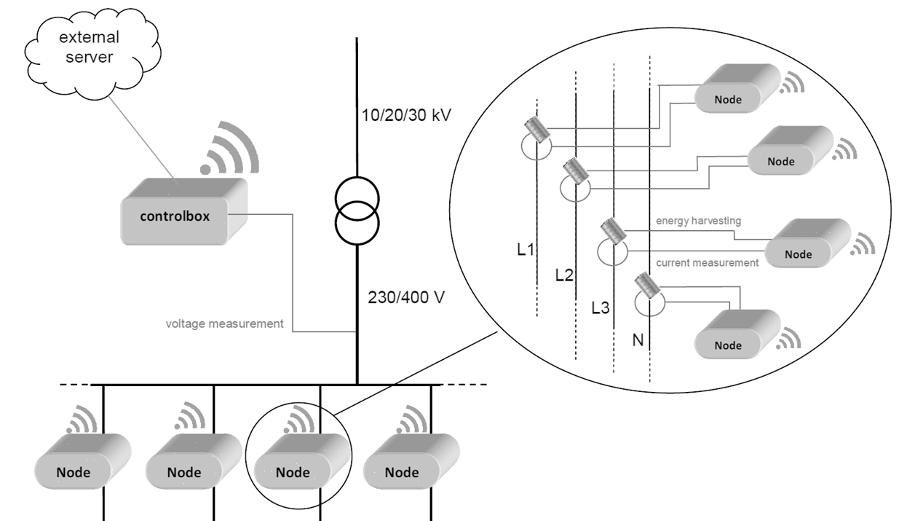 external
server
10/20/30 kV
controlbox
230/400 V
voltage measurement
Node
Node
Node
Node
Node
Node
energy harvesting
current measurement
Node
Node
L1
L2
L3
N